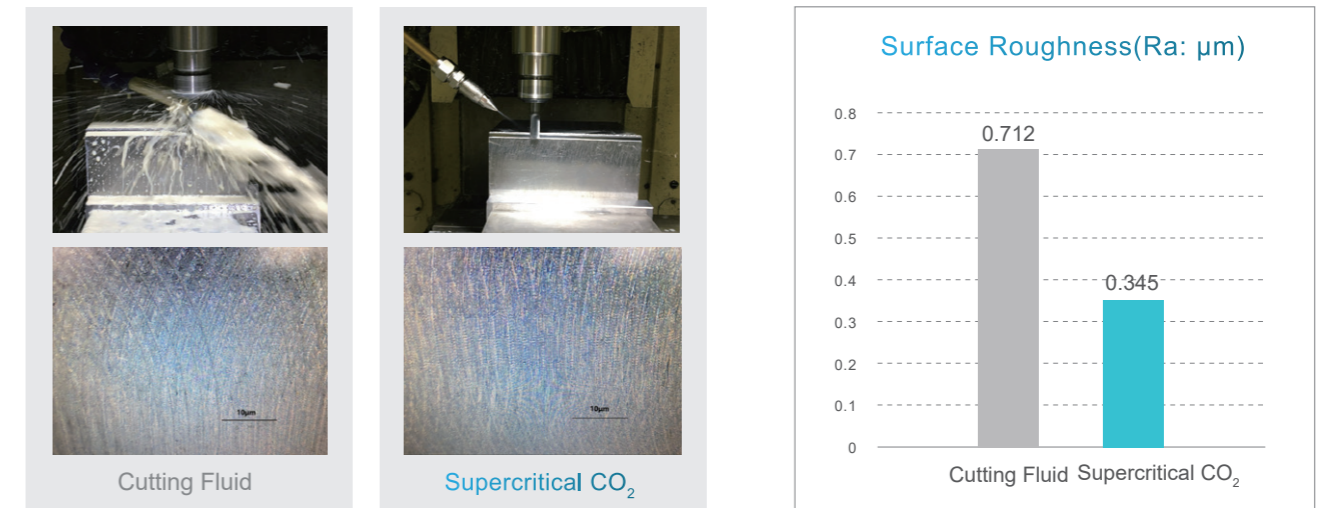 10μm
10μm
Cutting Fluid
Supercritical CO₂
Surface Roughness(Ra: μm)
0.8
0.7
0.6
0.5
0.4
0.3
0.2
0.1
0
0.712
0.345
Cutting Fluid
Supercritical CO₂